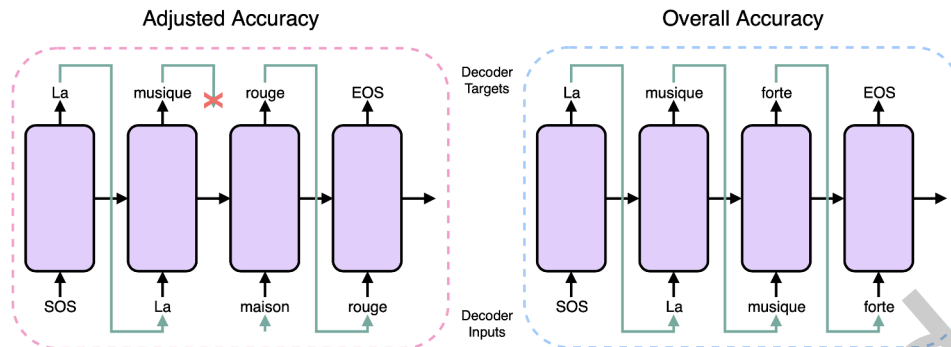 Adjusted Accuracy
Overall Accuracy
La musique rouge EOS
Decoder
Targets
La musique forte EOS
SOS La maison rouge
Decoder
Inputs
SOS La musique forte